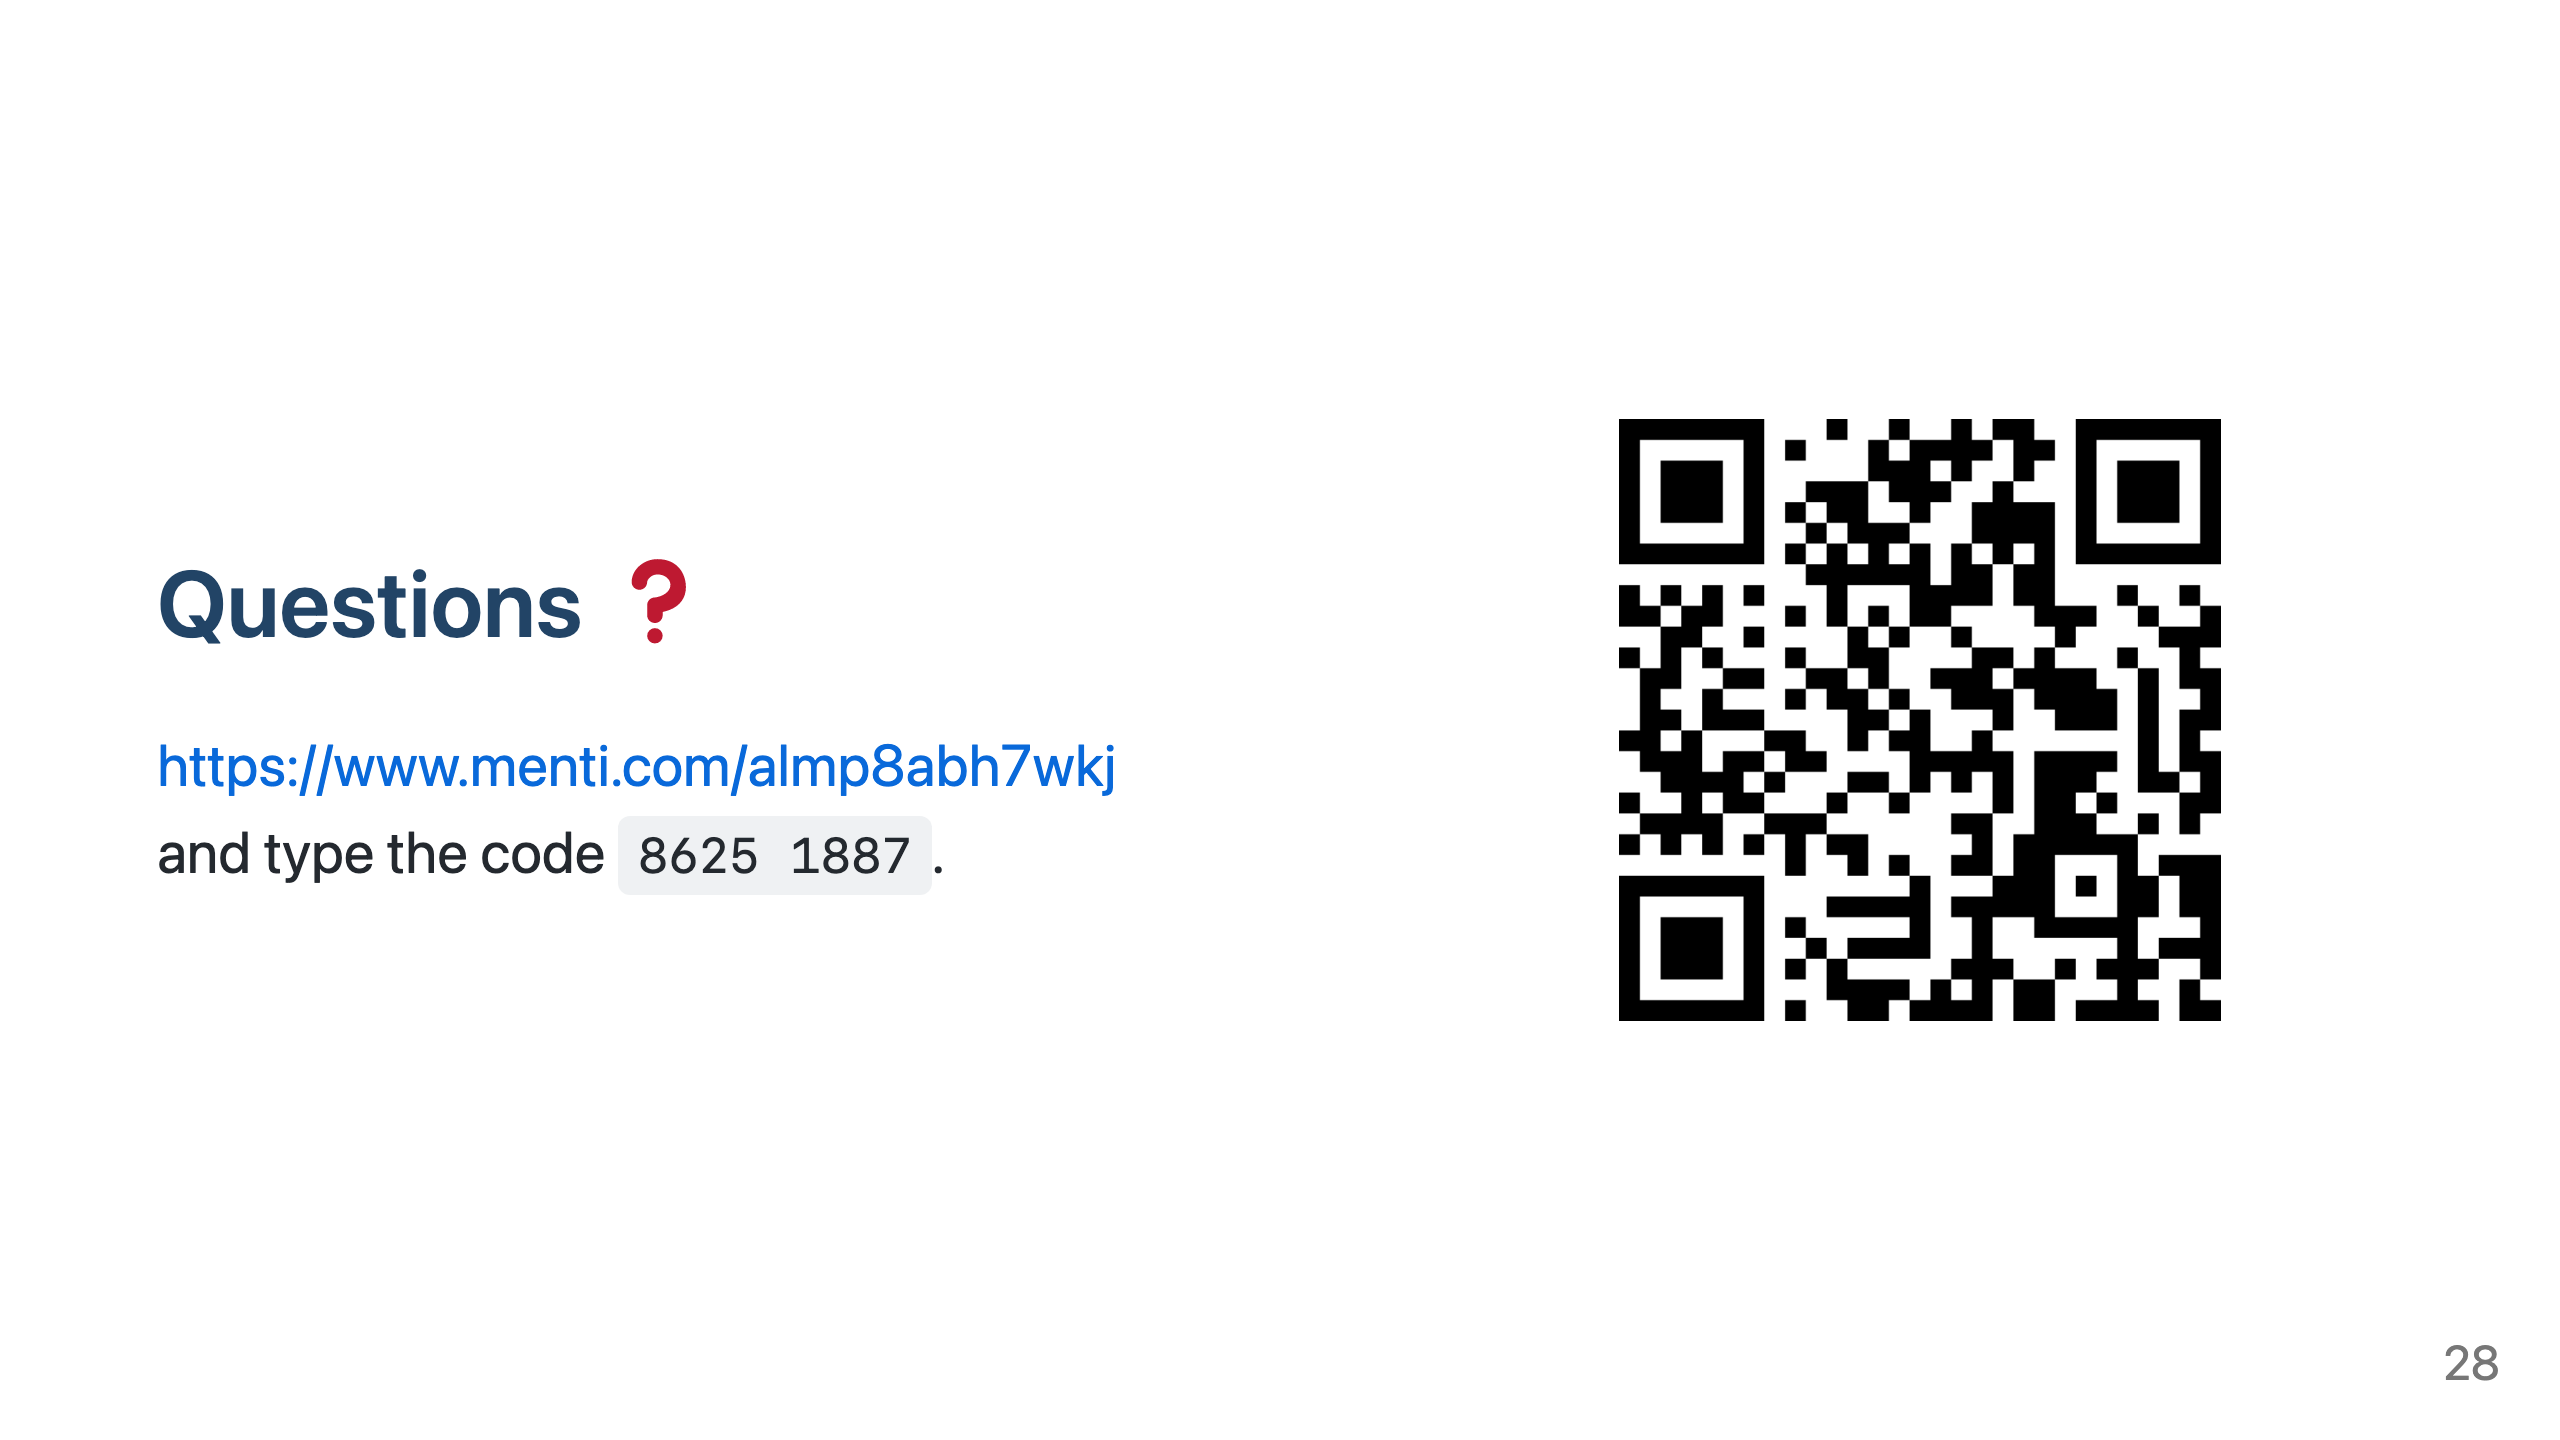 Questions ❓
https://www.menti.com/almp8abh7wkj
and type the code 8625 1887.
28